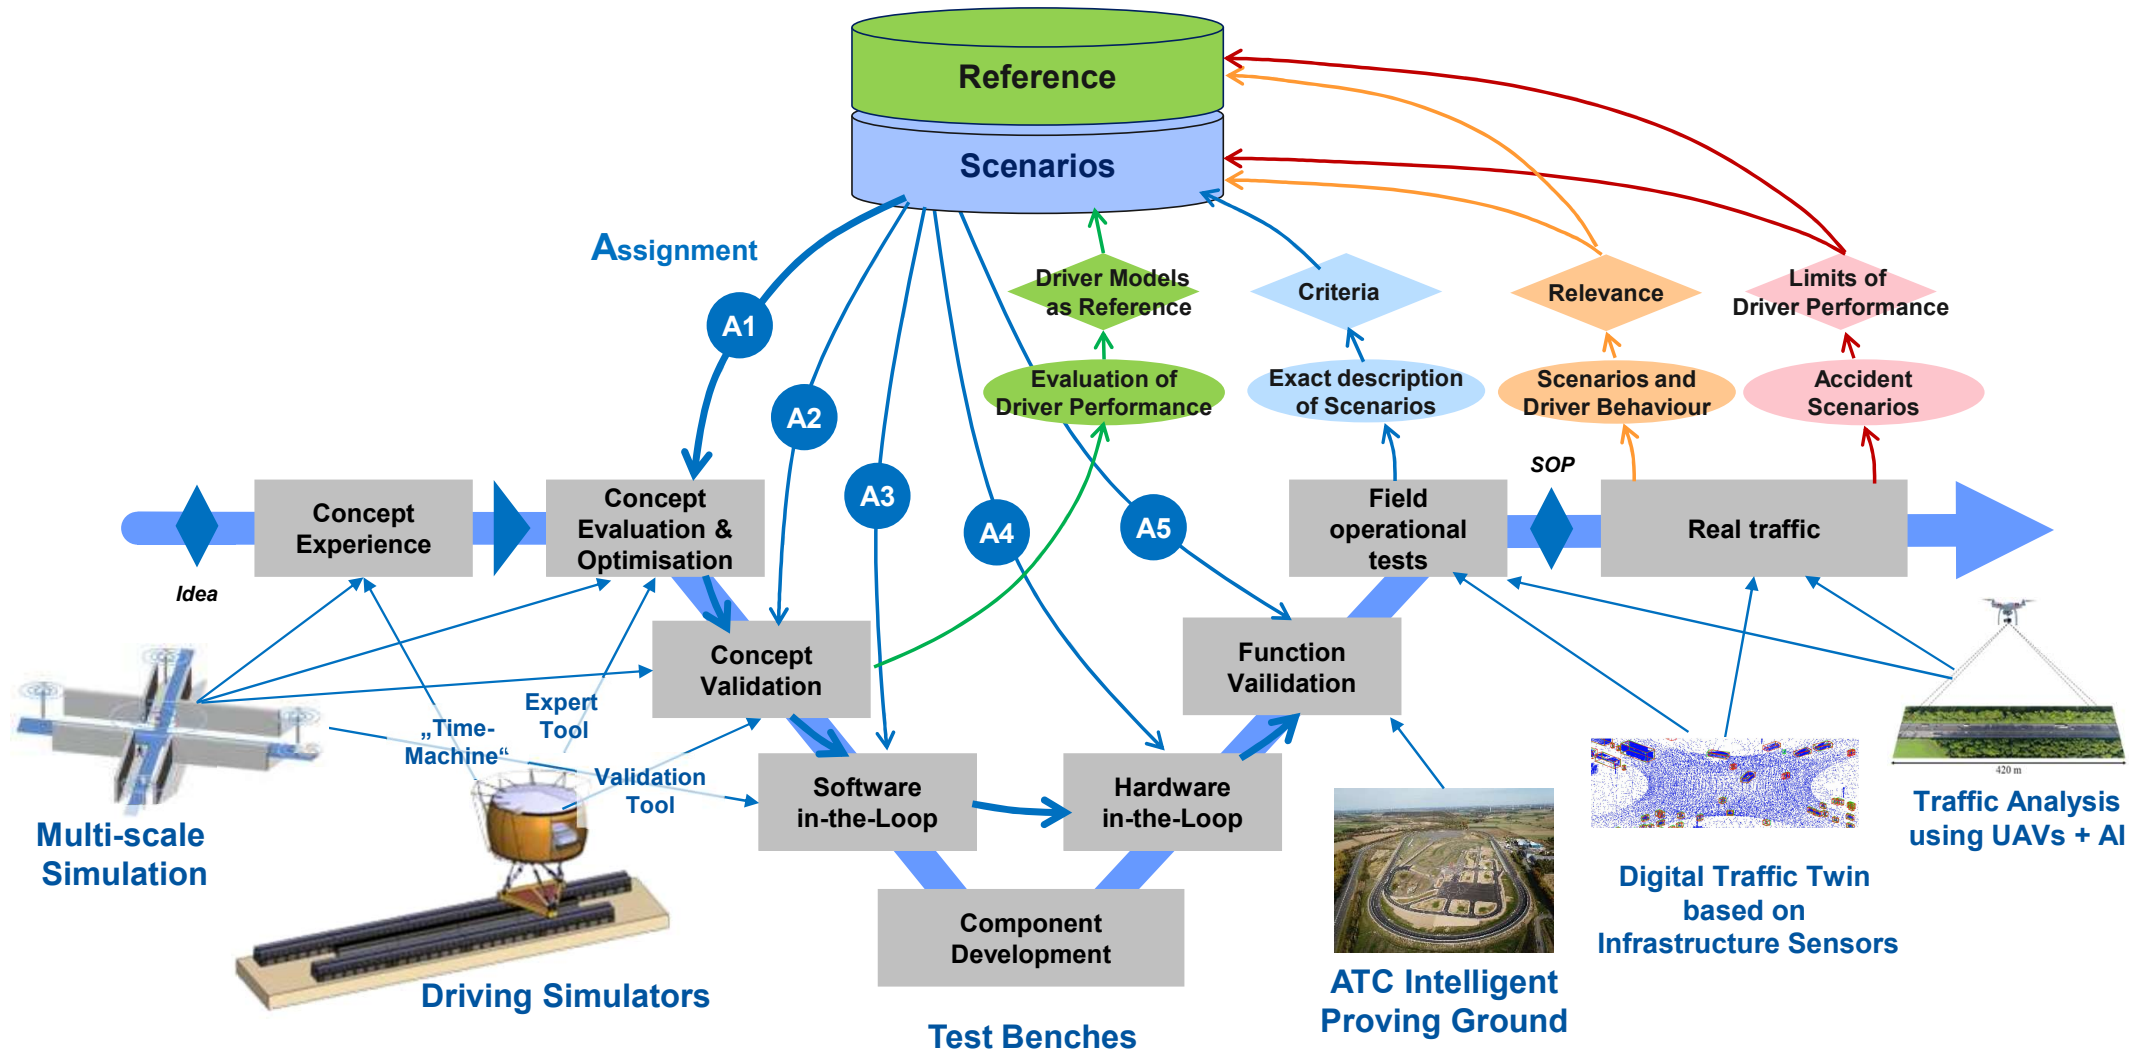 Reference
Scenarios
Assignment
A1
A2
A3
A4
A5
Driver Models
as Reference
Criteria
Relevance
Limits of
Driver Performance
Evaluation of
Driver Performance
Exact description
of Scenarios
Scenarios and
Driver Behaviour
Accident
Scenarios
SOP
Idea
Concept
Experience
Concept
Evaluation &
Optimisation
Field
operational
tests
Real traffic
Concept
Validation
Function
Vailidation
Expert
Tool
„Time-
Machine“
Validation
Tool
Software
in-the-Loop
Hardware
in-the-Loop
Component
Development
420 m
Multi-scale
Simulation
Driving Simulators
Test Benches
ATC Intelligent
Proving Ground
Digital Traffic Twin
based on
Infrastructure Sensors
Traffic Analysis
using UAVs + AI